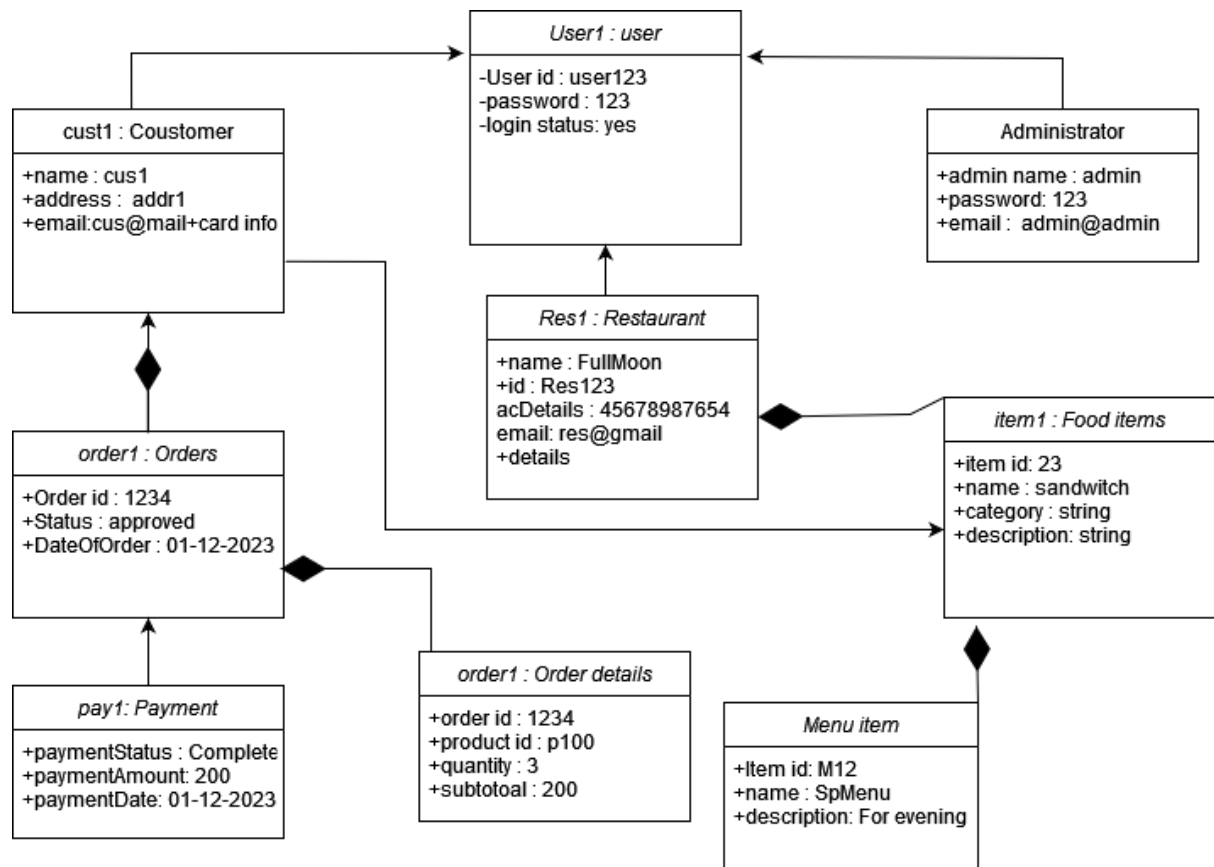 User1 : user
-User id : user123
-password : 123
-login status: yes
cust1 : Coustomer
+name : cus1
+address :  addr1
+email:cus@mail+card info
Administrator
+admin name : admin
+password: 123
+email :  admin@admin
Res1 : Restaurant
+name : FullMoon
+id : Res123
acDetails : 45678987654
email: res@gmail
+details
item1 : Food items
+item id: 23
+name : sandwitch
+category : string
+description: string
order1 : Orders
+Order id : 1234
+Status : approved
+DateOfOrder : 01-12-2023
pay1: Payment
+paymentStatus : Complete
+paymentAmount: 200
+paymentDate: 01-12-2023
order1 : Order details
+order id : 1234
+product id : p100
+quantity : 3
+subtotoal : 200
Menu item
+Item id: M12
+name : SpMenu
+description: For evening